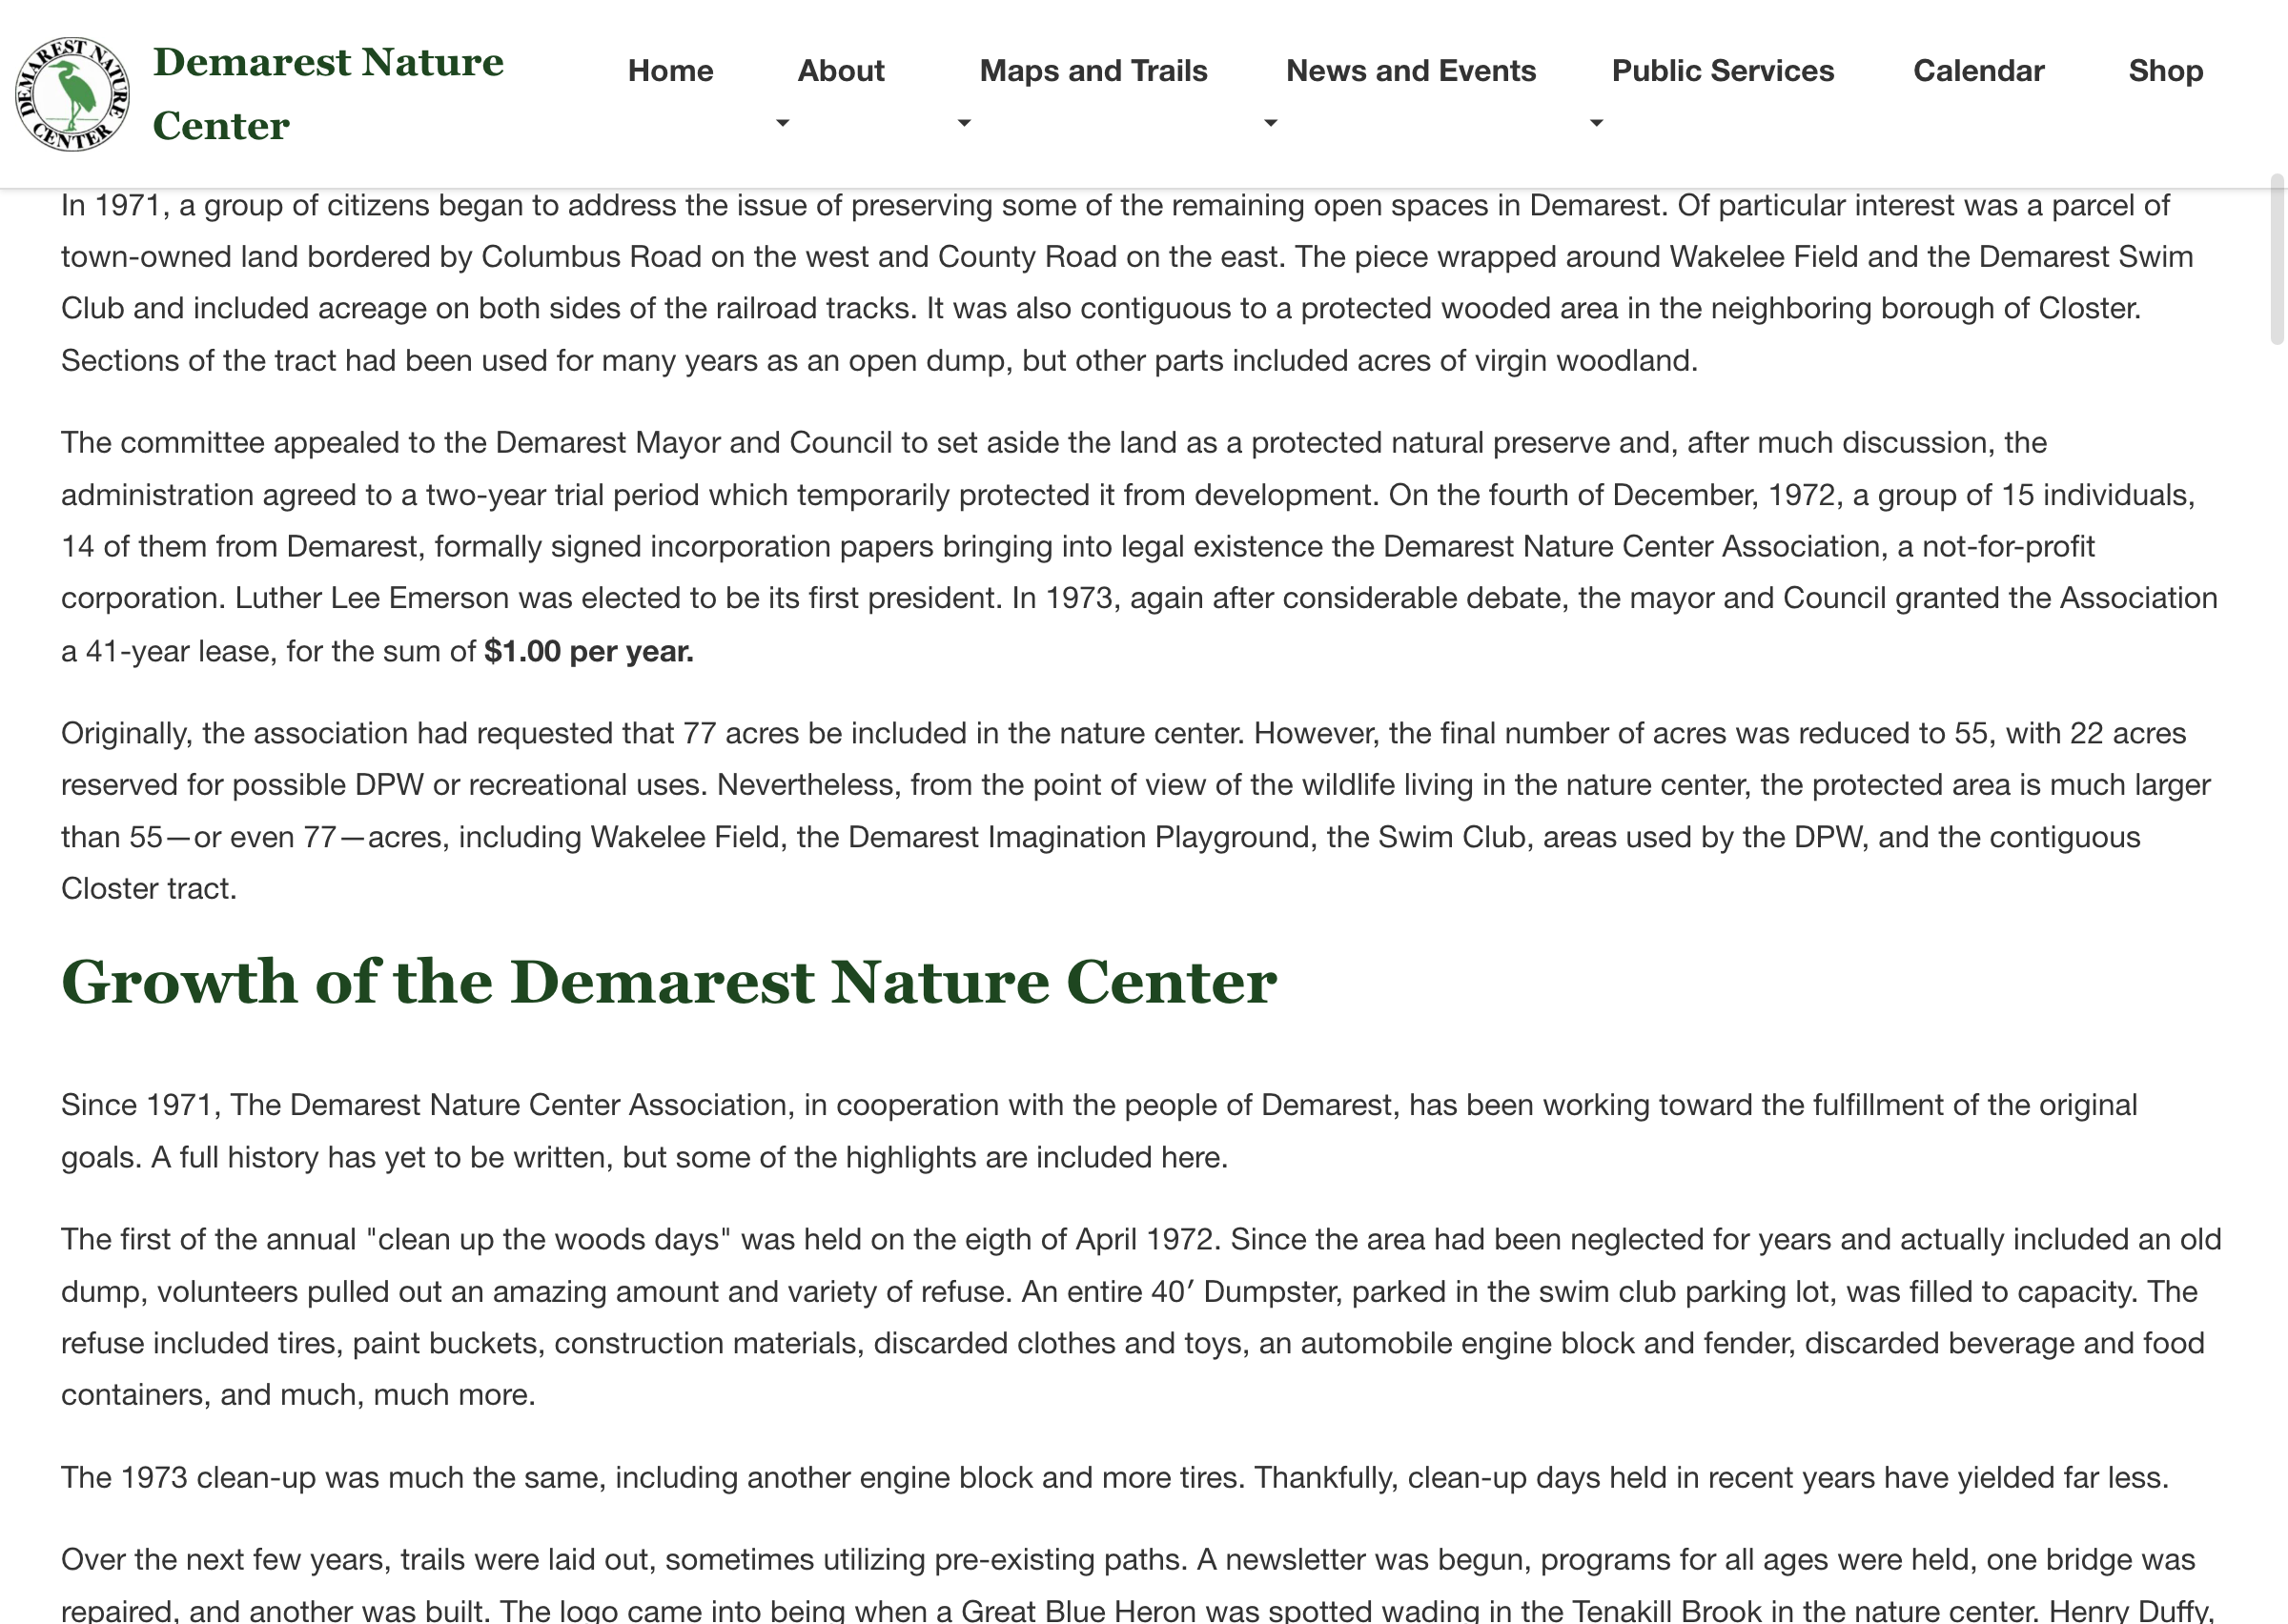 DEMAREST NATURE CENTER
Demarest Nature
Center
Home
About
Maps and Trails
News and Events
Public Services
Calendar
Shop
In 1971, a group of citizens began to address the issue of preserving some of the remaining open spaces in Demarest. Of particular interest was a parcel of
town-owned land bordered by Columbus Road on the west and County Road on the east. The piece wrapped around Wakelee Field and the Demarest Swim
Club and included acreage on both sides of the railroad tracks. It was also contiguous to a protected wooded area in the neighboring borough of Closter.
Sections of the tract had been used for many years as an open dump, but other parts included acres of virgin woodland.
The committee appealed to the Demarest Mayor and Council to set aside the land as a protected natural preserve and, after much discussion, the
administration agreed to a two-year trial period which temporarily protected it from development. On the fourth of December, 1972, a group of 15 individuals,
14 of them from Demarest, formally signed incorporation papers bringing into legal existence the Demarest Nature Center Association, a not-for-profit
corporation. Luther Lee Emerson was elected to be its first president. In 1973, again after considerable debate, the mayor and Council granted the Association
a 41-year lease, for the sum of $1.00 per year.
Originally, the association had requested that 77 acres be included in the nature center. However, the final number of acres was reduced to 55, with 22 acres
reserved for possible DPW or recreational uses. Nevertheless, from the point of view of the wildlife living in the nature center, the protected area is much larger
than 55—or even 77—acres, including Wakelee Field, the Demarest Imagination Playground, the Swim Club, areas used by the DPW, and the contiguous
Closter tract.
Growth of the Demarest Nature Center
Since 1971, The Demarest Nature Center Association, in cooperation with the people of Demarest, has been working toward the fulfillment of the original
goals. A full history has yet to be written, but some of the highlights are included here.
The first of the annual "clean up the woods days" was held on the eigth of April 1972. Since the area had been neglected for years and actually included an old
dump, volunteers pulled out an amazing amount and variety of refuse. An entire 40′ Dumpster, parked in the swim club parking lot, was filled to capacity. The
refuse included tires, paint buckets, construction materials, discarded clothes and toys, an automobile engine block and fender, discarded beverage and food
containers, and much, much more.
The 1973 clean-up was much the same, including another engine block and more tires. Thankfully, clean-up days held in recent years have yielded far less.
Over the next few years, trails were laid out, sometimes utilizing pre-existing paths. A newsletter was begun, programs for all ages were held, one bridge was
repaired, and another was built. The logo came into being when a Great Blue Heron was spotted wading in the Tenakill Brook in the nature center. Henry Duffy,